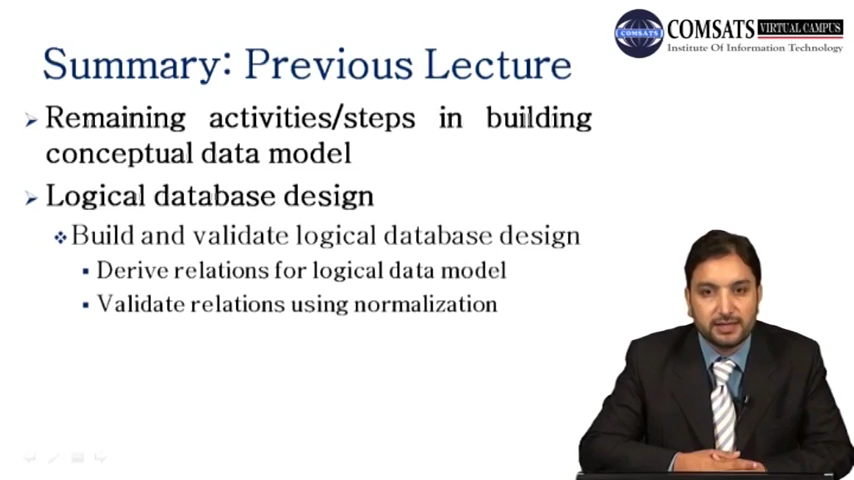 COMSATS VIRTUAL CAMPUS
COMSATS
Institute Of Information Technology
Summary: Previous Lecture
Remaining activities/steps in building
conceptual data model
Logical database design
Build and validate logical database design
Derive relations for logical data model
Validate relations using normalization